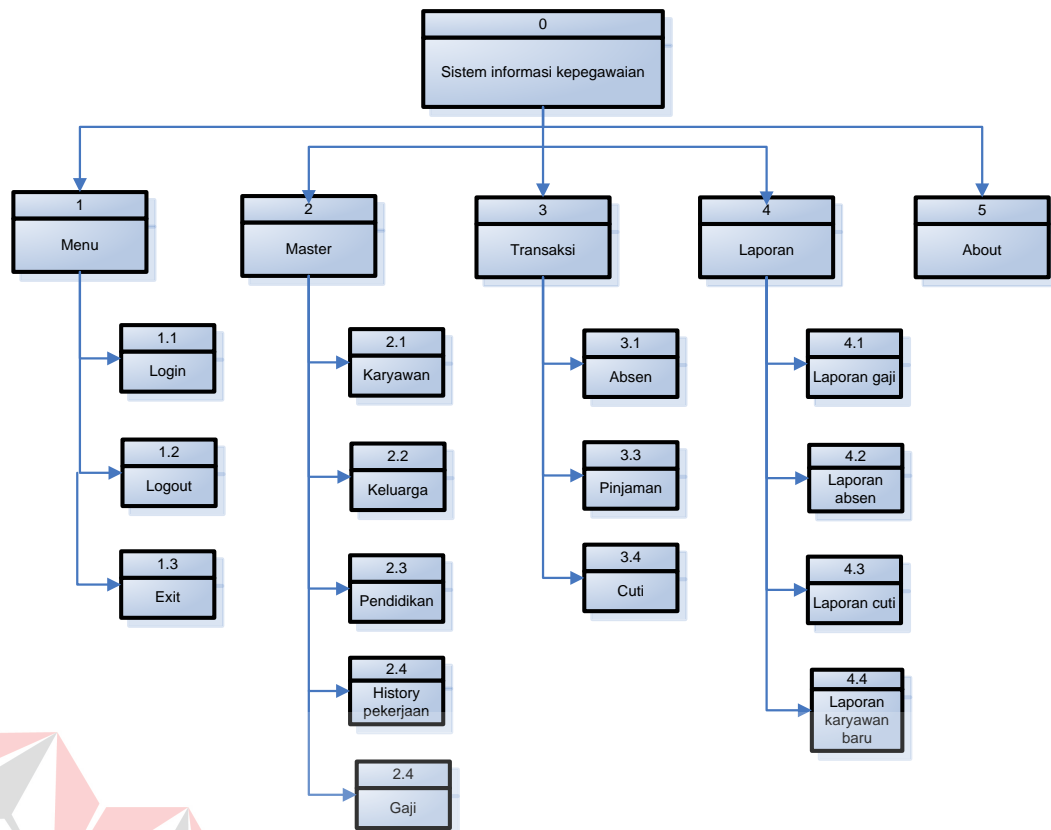 0
Sistem informasi kepegawaian
1
Menu
2
Master
3
Transaksi
4
Laporan
5
About
1.1
Login
1.2
Logout
1.3
Exit
2.1
Karyawan
2.2
Keluarga
2.3
Pendidikan
2.4
History
pekerjaan
2.4
Gaji
3.1
Absen
3.3
Pinjaman
3.4
Cuti
4.1
Laporan gaji
4.2
Laporan
absen
4.3
Laporan cuti
4.4
Laporan
karyawan
baru